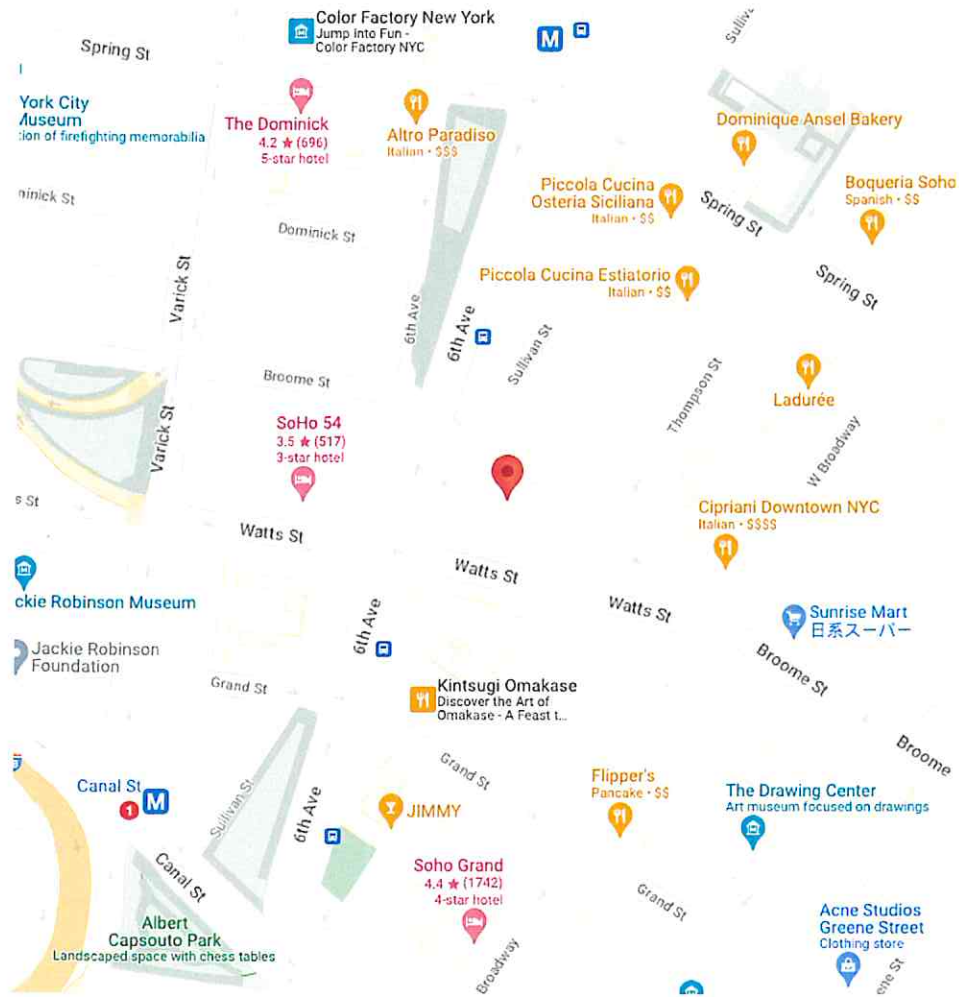 Color Factory New York
Jump into Fun -
Color Factory NYC
M
Spring St
York City
Museum
tion of firefighting memorabilia
The Dominick
4.2 ★ (696)
5-star hotel
Altro Paradiso
Italian • $$$
Dominique Ansel Bakery
Piccola Cucina
Osteria Siciliana
Italian • $$
Spring St
Boqueria Soho
Spanish • $$
ninick St
Dominick St
Varick St
Piccola Cucina Estiatorio
Italian • $$
Spring St
6th Ave
6th Ave
Sullivan St
Broome St
Thompson St
Ladurée
Varick St
SoHo 54
3.5 ★ (517)
3-star hotel
W Broadway
s St
Watts St
Cipriani Downtown NYC
Italian • $$$$
Watts St
Watts St
ckie Robinson Museum
6th Ave
Sunrise Mart
日系スーパー
Jackie Robinson
Foundation
Broome St
Grand St
Kintsugi Omakase
Discover the Art of
Omakase - A Feast t...
Broome
Grand St
Canal St
1
M
Sullivan St
6th Ave
JIMMY
Flipper's
Pancake • $$
The Drawing Center
Art museum focused on drawings
Canal St
Soho Grand
4.4 ★ (1742)
4-star hotel
Grand St
Albert
Capsouto Park
Landscaped space with chess tables
Broadway
Acne Studios
Greene Street
Clothing store
ene St